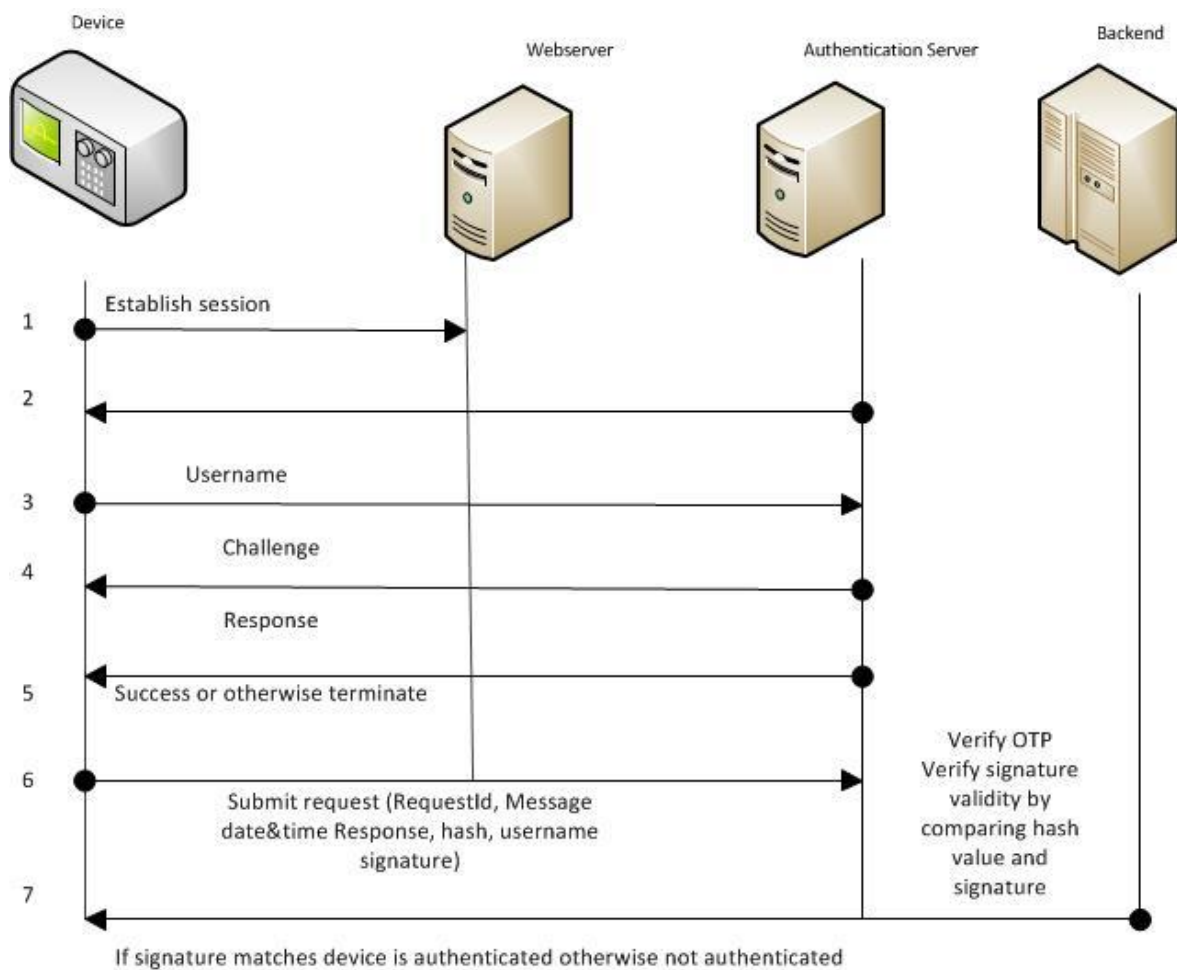 Device
Webserver
Authentication Server
Backend
1
Establish session
2
Username
3
Challenge
4
Response
5
Success or otherwise terminate
6
Submit request (RequestId, Message
date&time Response, hash, username
signature)
Verify OTP
Verify signature
validity by
comparing hash
value and
signature
7
If signature matches device is authenticated otherwise not authenticated